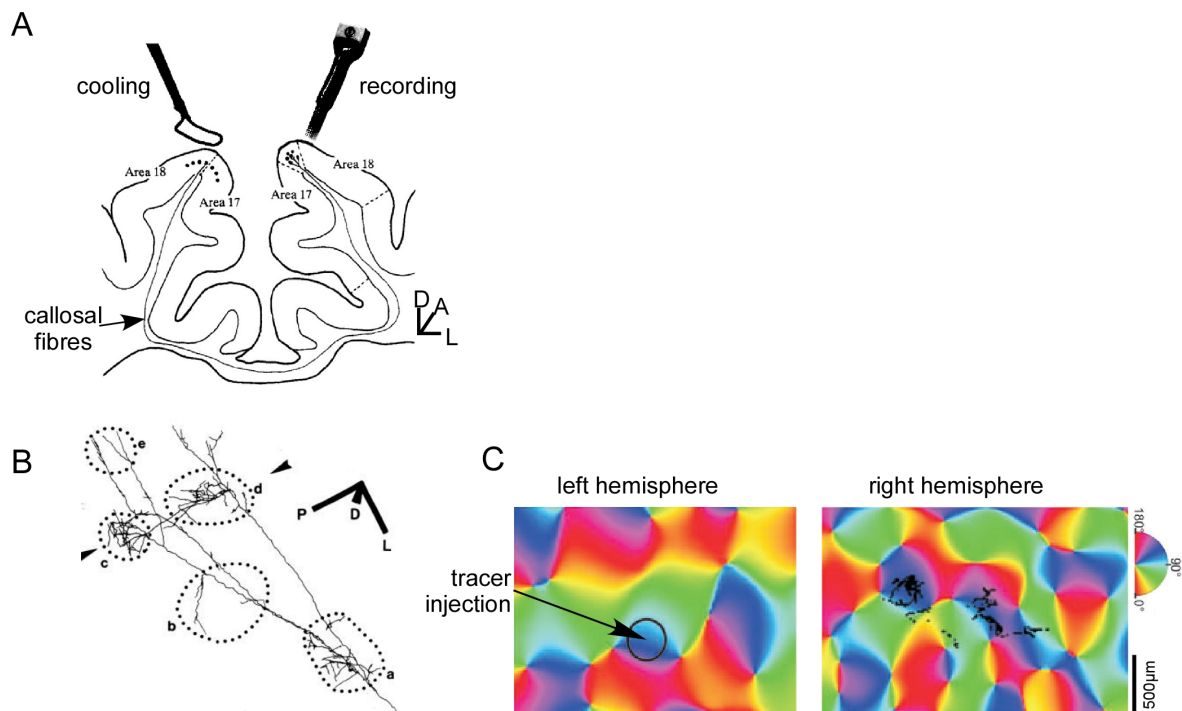 A
cooling
recording
Area 18
Area 17
Area 17
Area 18
callosal
fibres
D
A
L
B
e
d
c
b
a
P
D
L
C
left hemisphere
right hemisphere
tracer
injection
180°
90°
0°
500µm